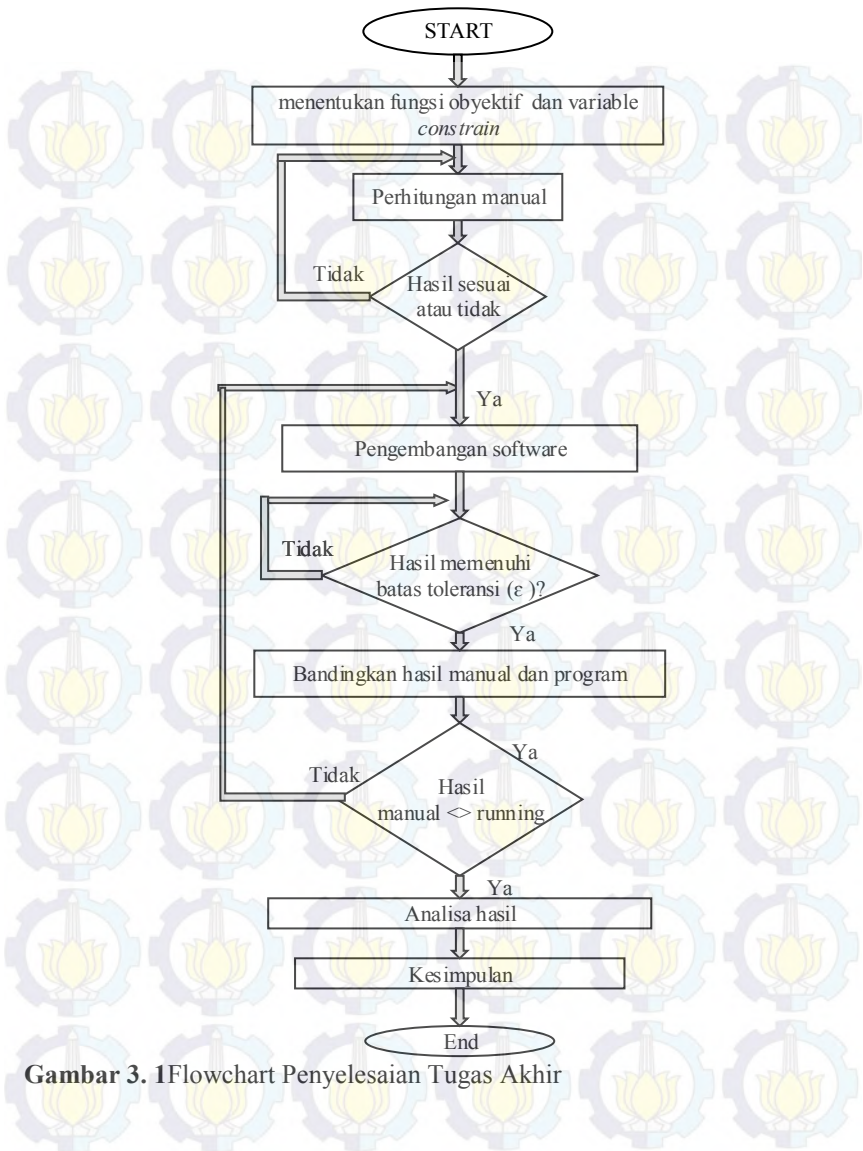 START
menentukan fungsi obyektif dan variable
constrain
Perhitungan manual
Tidak
Hasil sesuai
atau tidak
Ya
Pengembangan software
Tidak
Hasil memenuhi
batas toleransi (ε )?
Ya
Bandingkan hasil manual dan program
Ya
Tidak
Hasil
manual <> running
Ya
Analisa hasil
Kesimpulan
End
Gambar 3. 1Flowchart Penyelesaian Tugas Akhir